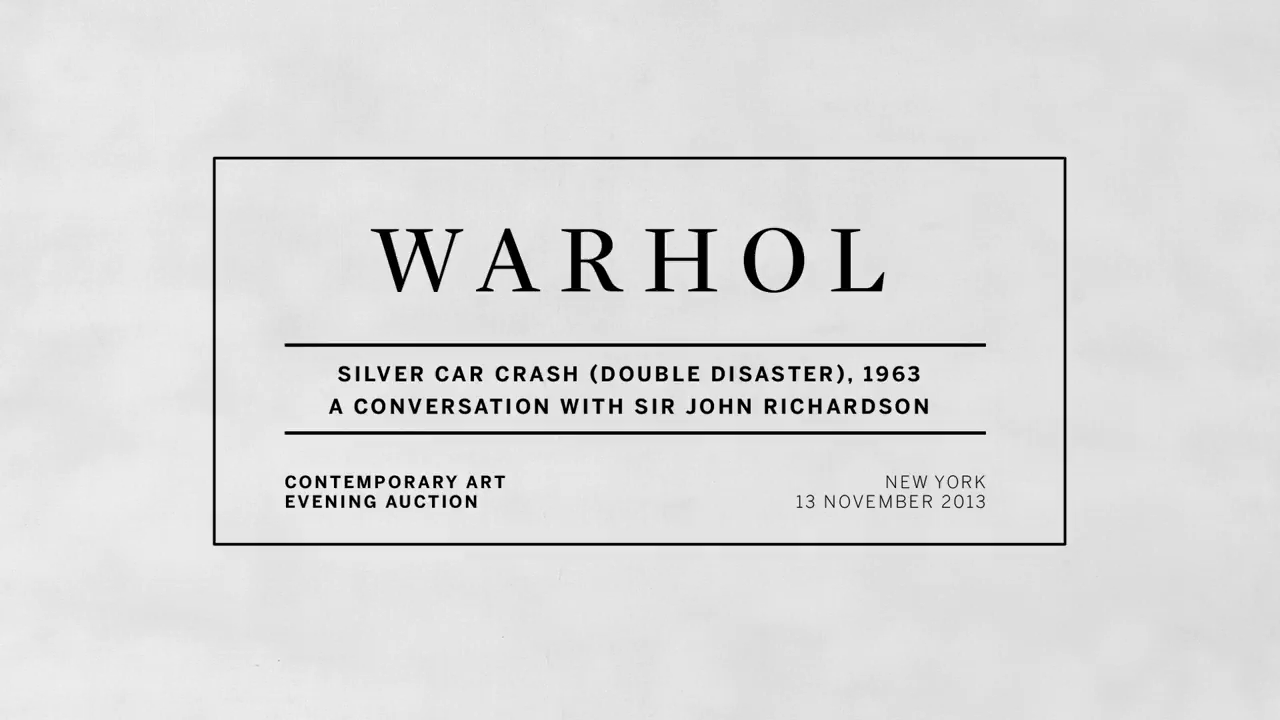 WARHOL
SILVER CAR CRASH (DOUBLE DISASTER), 1963
A CONVERSATION WITH SIR JOHN RICHARDSON
CONTEMPORARY ART
EVENING AUCTION
NEW YORK
13 NOVEMBER 2013